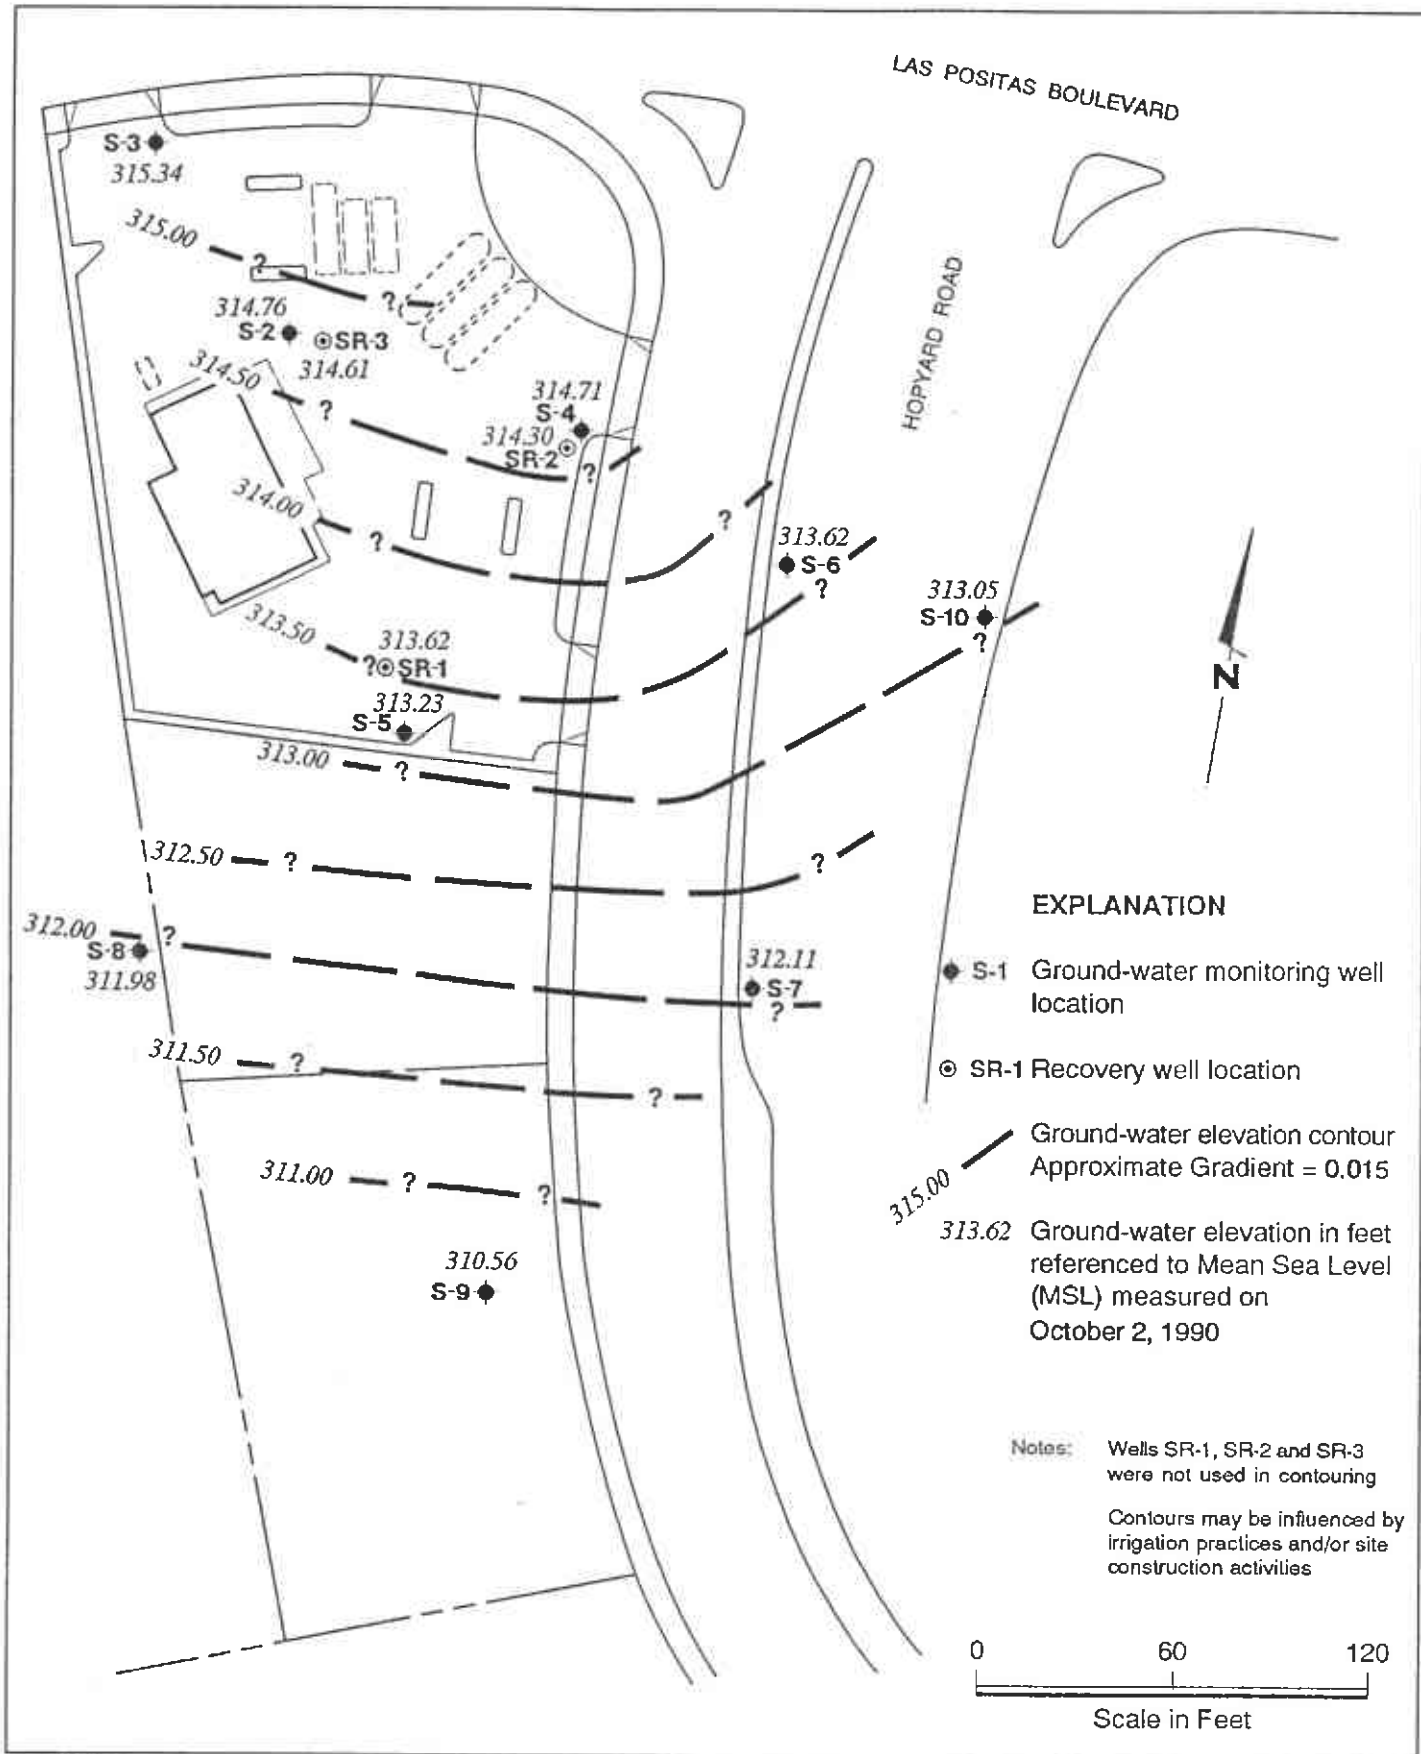 LAS POSITAS BOULEVARD
S-3
315.34
315.00
?
?
HOPYARD ROAD
314.76
S-2
SR-3
314.61
314.50
?
314.71
S-4
314.30
SR-2
?
314.00
?
?
313.62
S-6
?
313.05
S-10
?
313.50
313.62
? SR-1
313.23
S-5
N
313.00
?
312.50
?
?
312.00
?
S-8
311.98
312.11
S-7
?
311.50
?
?
311.00
?
?
310.56
S-9
EXPLANATION
S-1 Ground-water monitoring well
location
SR-1 Recovery well location
Ground-water elevation contour
Approximate Gradient = 0.015
315.00
313.62 Ground-water elevation in feet
referenced to Mean Sea Level
(MSL) measured on
October 2, 1990
Notes: Wells SR-1, SR-2 and SR-3
were not used in contouring
Contours may be influenced by
irrigation practices and/or site
construction activities
0 60 120
Scale in Feet